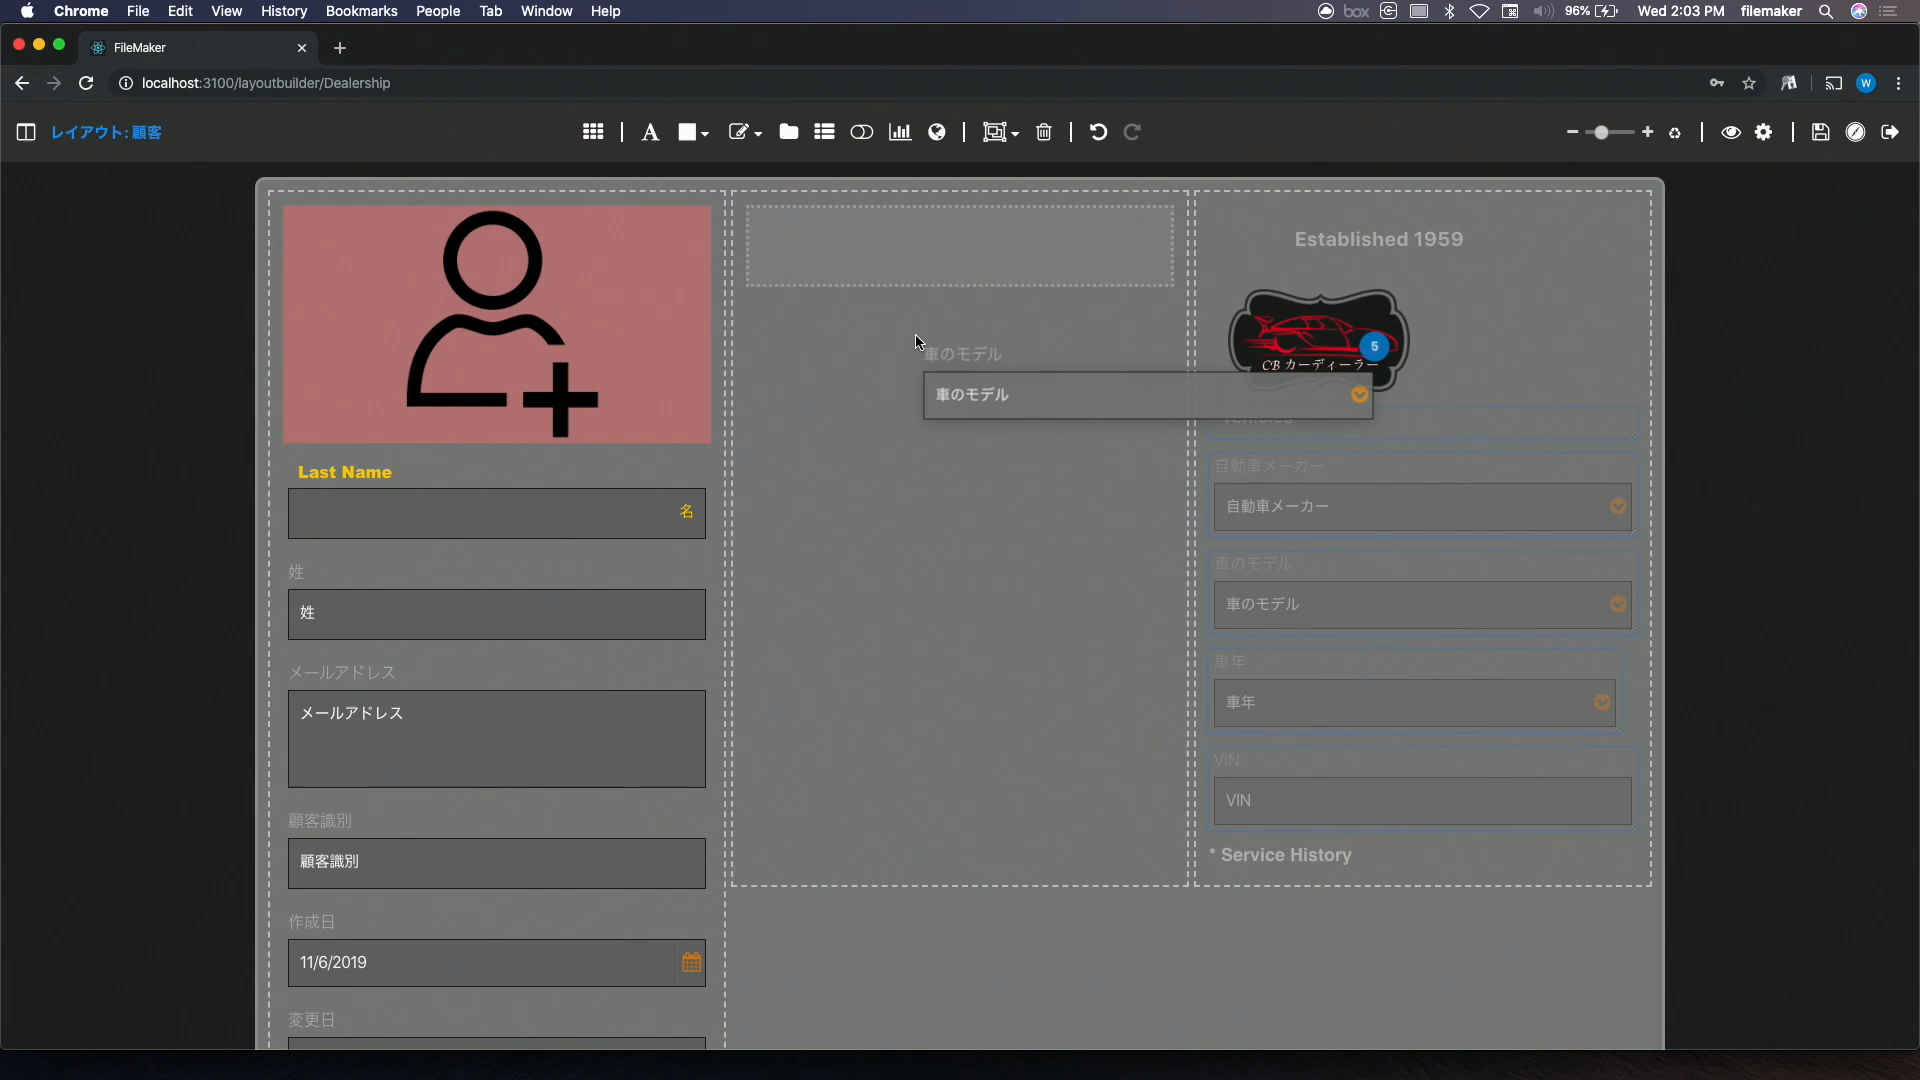 Chrome File Edit View History Bookmarks People Tab Window Help
box 96% Wed 2:03 PM filemaker
FileMaker
localhost:3100/layoutbuilder/Dealership
W
レイアウト: 顧客
A
Last Name
名
姓
姓
メールアドレス
メールアドレス
顧客識別
顧客識別
作成日
11/6/2019
変更日
車のモデル
車のモデル
Established 1959
5
CB カーディーラー
Vehicles
自動車メーカー
自動車メーカー
車のモデル
車のモデル
車年
車年
VIN
VIN
* Service History